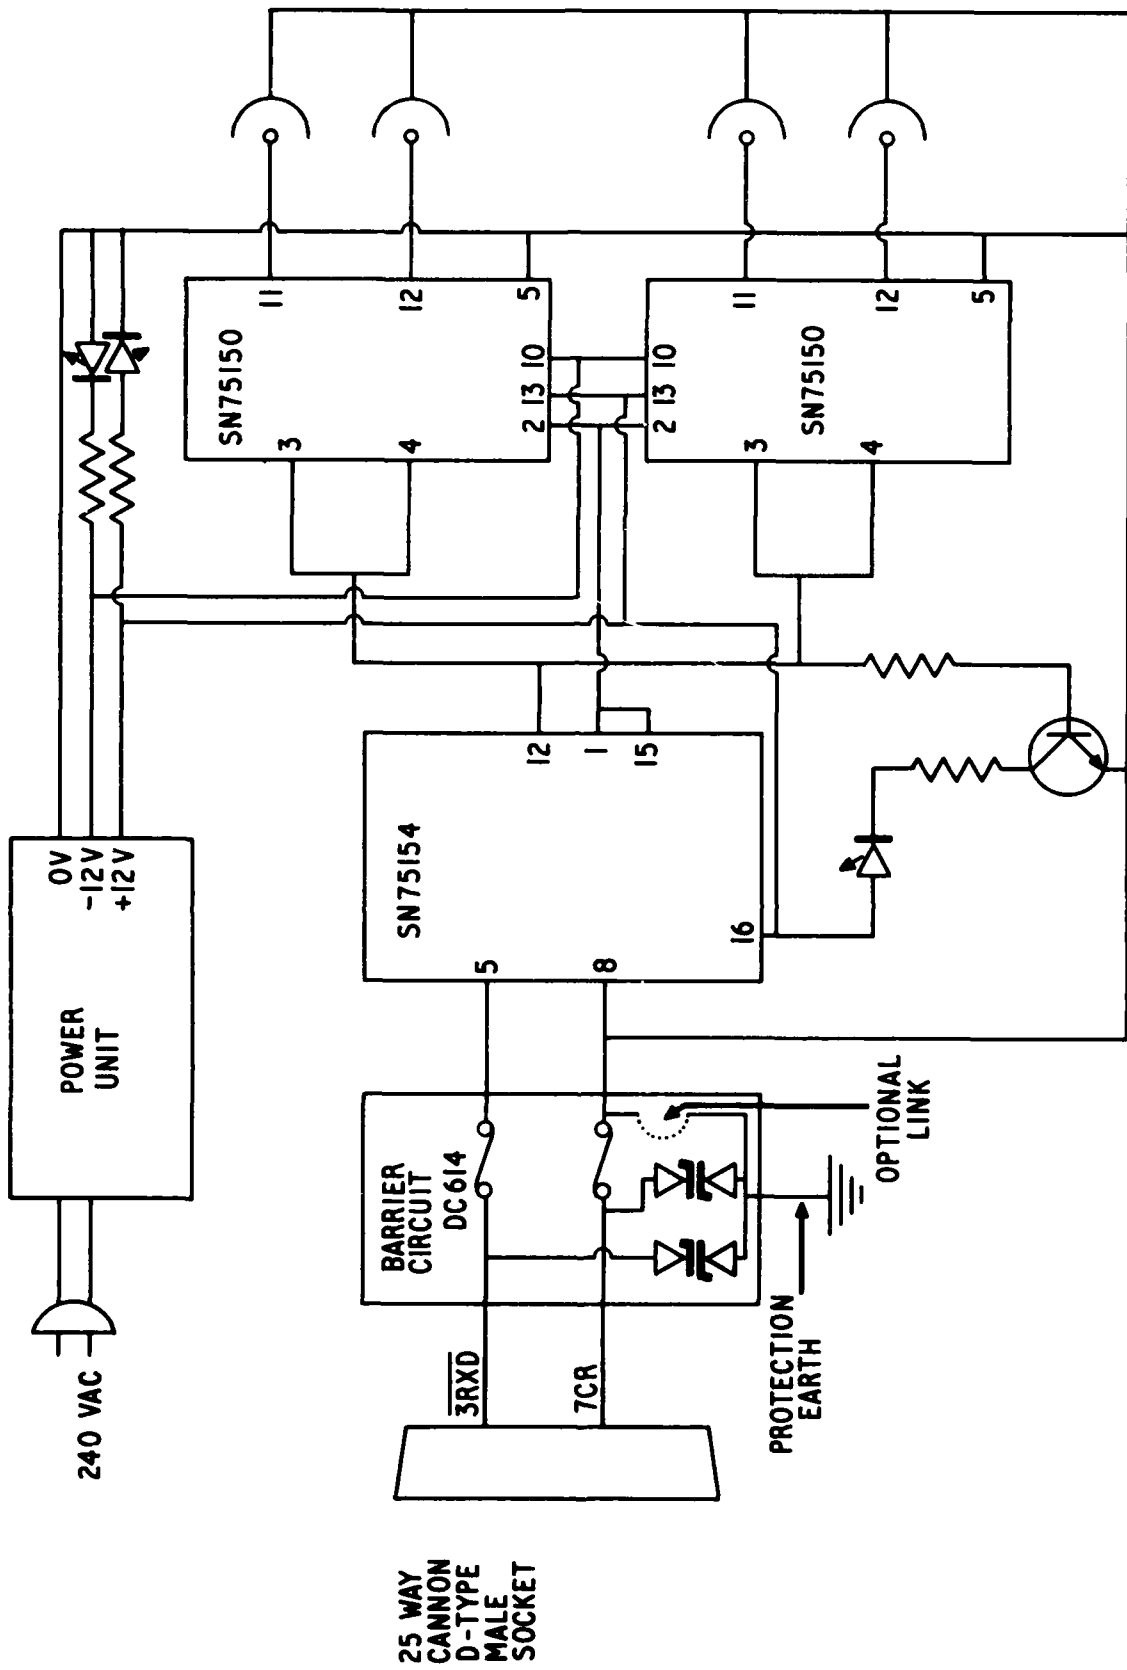 240 VAC
POWER
UNIT
0V
-12V
+12V
25 WAY
CANNON
D-TYPE
MALE
SOCKET
3RXD
7CR
BARRIER
CIRCUIT
DC614
PROTECTION
EARTH
OPTIONAL
LINK
SN75154
5
8
16
12
1
15
SN75150
3
4
2
13
10
11
12
5
SN75150
3
4
2
13
10
11
12
5